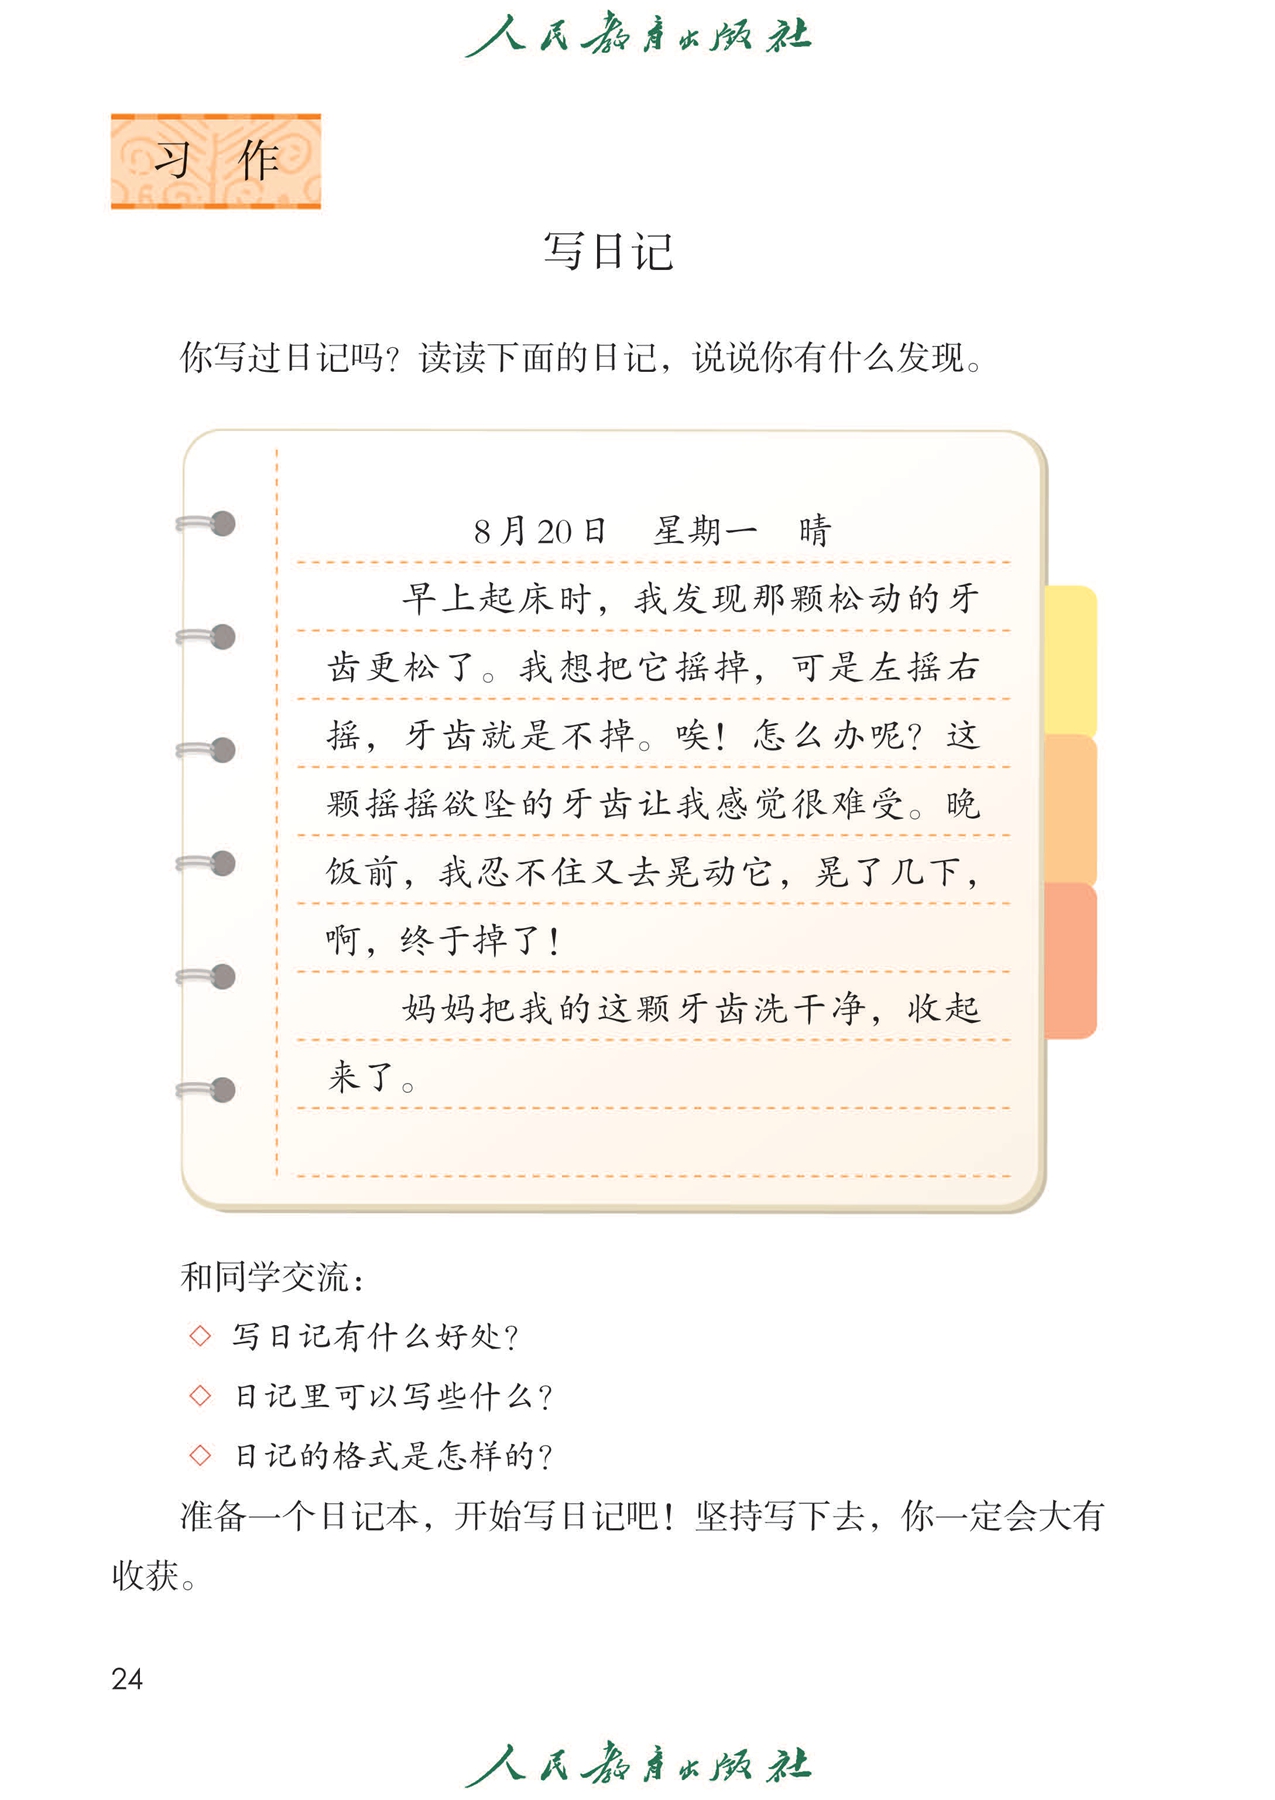 人民教育出版社
习 作
写日记
你写过日记吗？读读下面的日记，说说你有什么发现。
8月20日 星期一 晴
早上起床时，我发现那颗松动的牙
齿更松了。我想把它摇掉，可是左摇右
摇，牙齿就是不掉。唉！怎么办呢？这
颗摇摇欲坠的牙齿让我感觉很难受。晚
饭前，我忍不住又去晃动它，晃了几下，
啊，终于掉了！
妈妈把我的这颗牙齿洗干净，收起
来了。
和同学交流：
◇ 写日记有什么好处？
◇ 日记里可以写些什么？
◇ 日记的格式是怎样的？
准备一个日记本，开始写日记吧！坚持写下去，你一定会大有
收获。
24
人民教育出版社